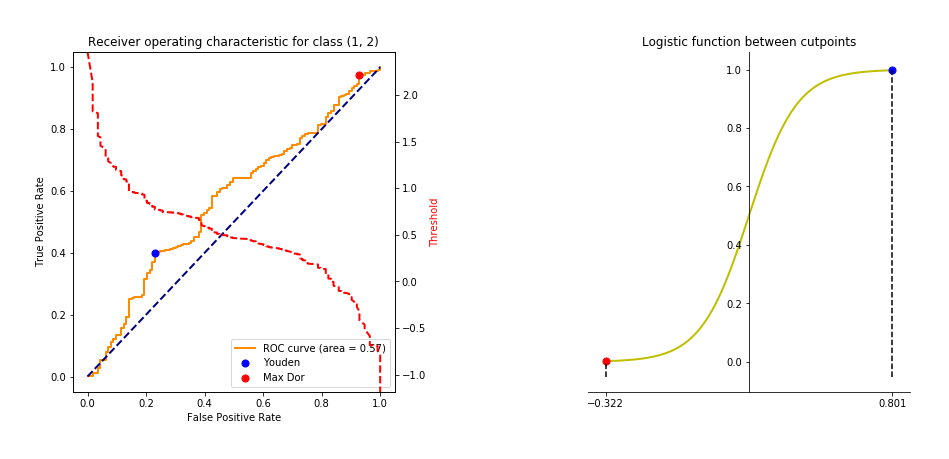 Receiver operating characteristic for class (1, 2)
True Positive Rate
1.0
0.8
0.6
0.4
0.2
0.0
0.0 0.2 0.4 0.6 0.8 1.0
False Positive Rate
ROC curve (area = 0.57)
Youden
Max Dor
2.0
1.5
1.0
0.5
0.0
−0.5
−1.0
Threshold
Logistic function between cutpoints
1.0
0.8
0.6
0.4
0.2
0.0
−0.322 0.801